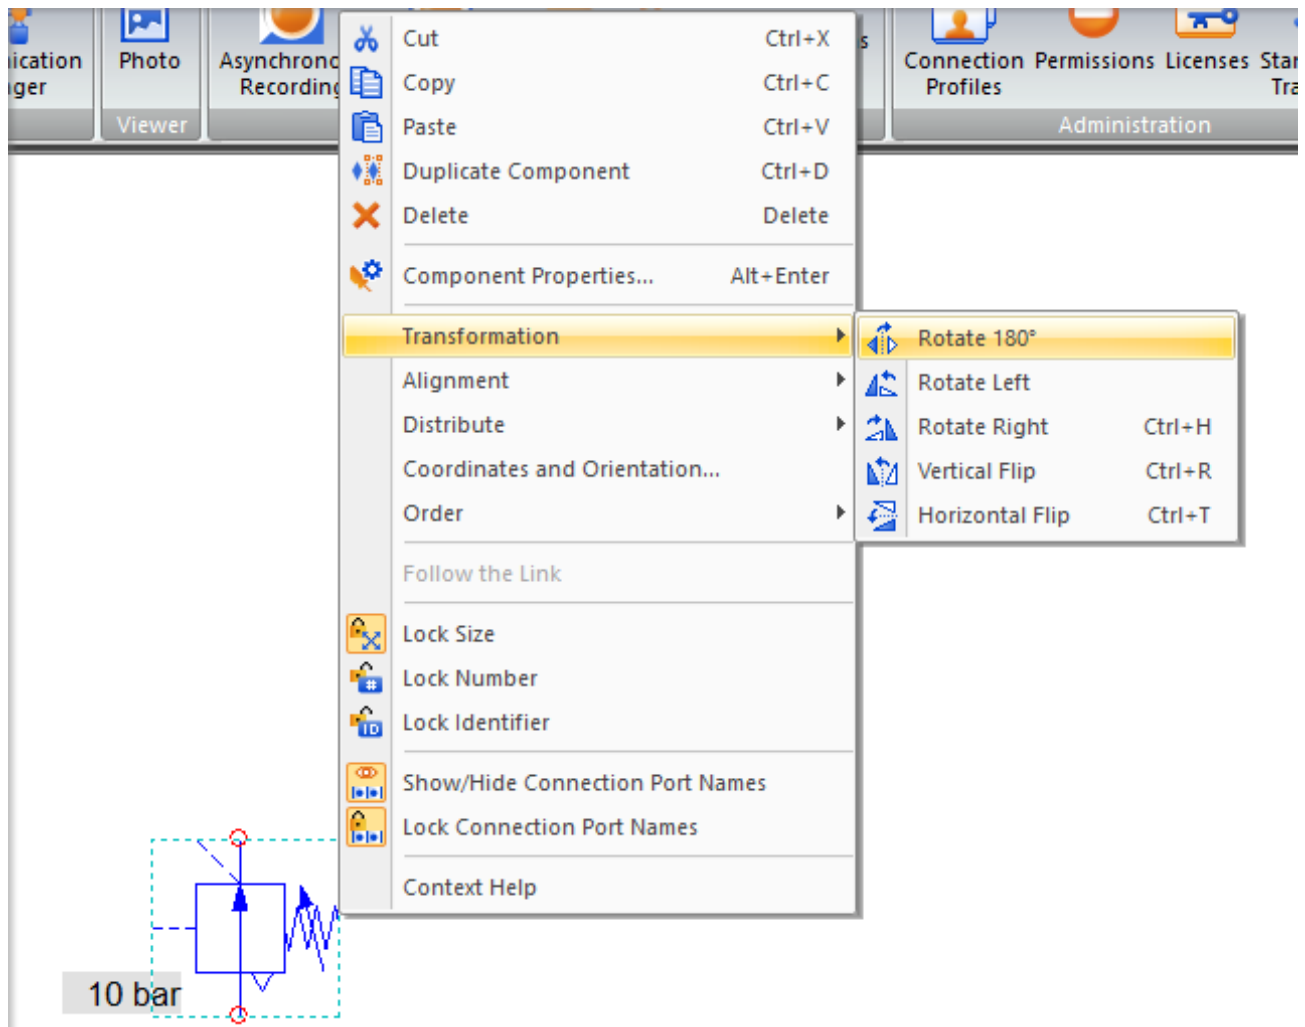 Photo
Asynchrono
Recording
Viewer
s
Connection Permissions Licenses Star
Profiles Tra
Administration
ication
ger
Cut Ctrl+X
Copy Ctrl+C
Paste Ctrl+V
Duplicate Component Ctrl+D
Delete Delete
Component Properties... Alt+Enter
Transformation
Alignment
Distribute
Coordinates and Orientation...
Order
Follow the Link
Lock Size
Lock Number
Lock Identifier
Show/Hide Connection Port Names
Lock Connection Port Names
Context Help
Rotate 180°
Rotate Left
Rotate Right Ctrl+H
Vertical Flip Ctrl+R
Horizontal Flip Ctrl+T
10 bar